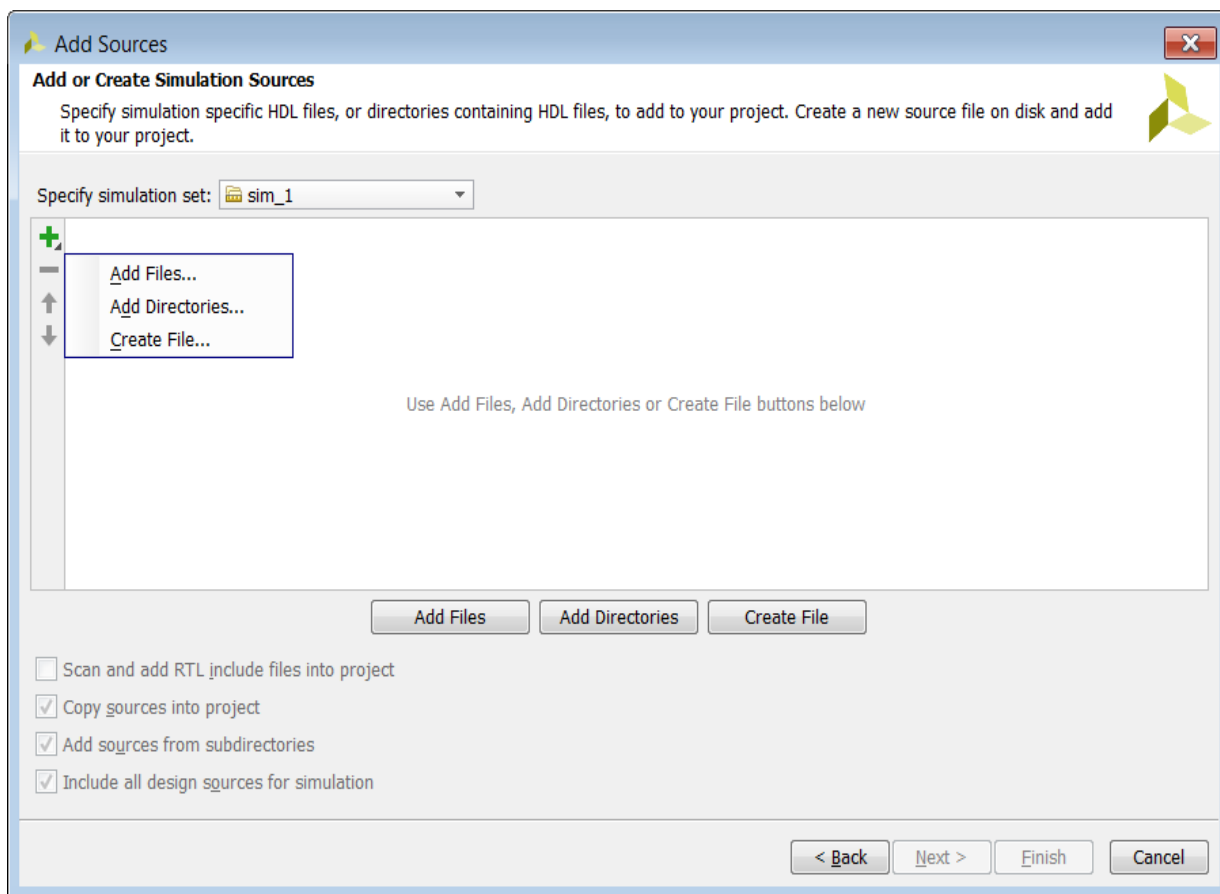 Add Sources
Add or Create Simulation Sources
Specify simulation specific HDL files, or directories containing HDL files, to add to your project. Create a new source file on disk and add
it to your project.
Specify simulation set: sim_1
Add Files...
Add Directories...
Create File...
Use Add Files, Add Directories or Create File buttons below
Add Files Add Directories Create File
Scan and add RTL include files into project
Copy sources into project
Add sources from subdirectories
Include all design sources for simulation
< Back Next > Finish Cancel